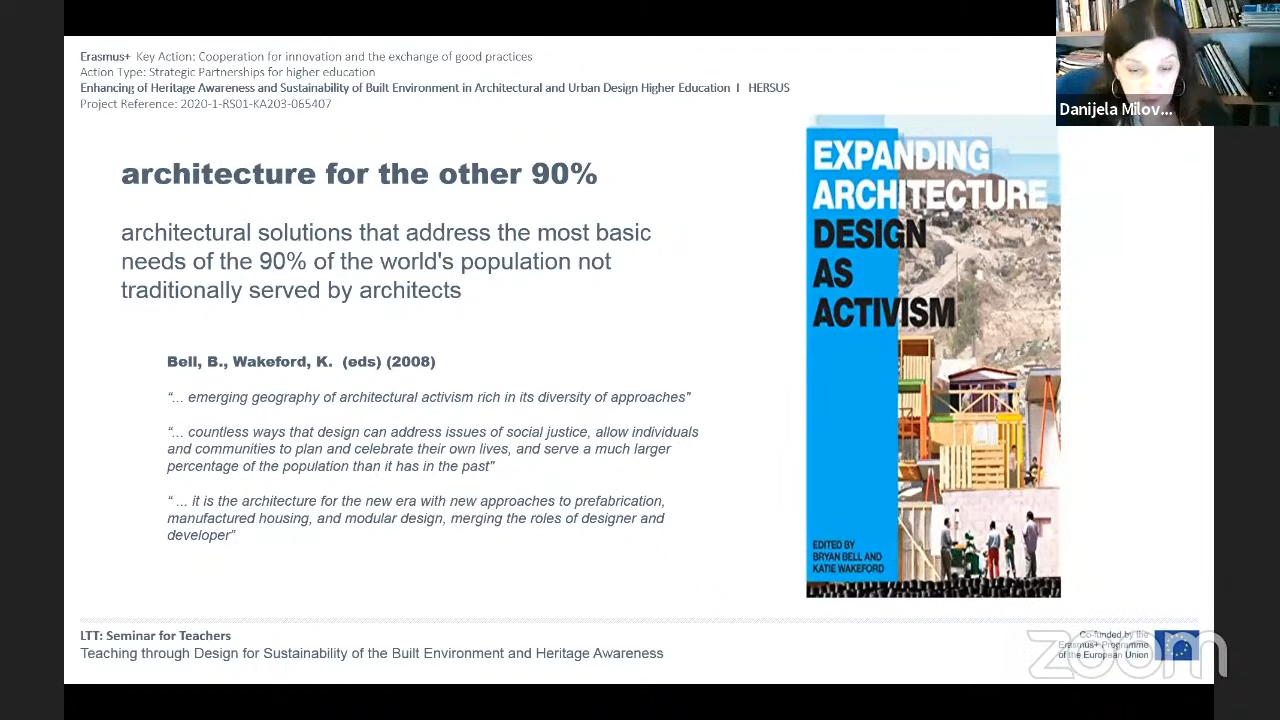 Erasmus+ Key Action: Cooperation for innovation and the exchange of good practices
Action Type: Strategic Partnerships for higher education
Enhancing of Heritage Awareness and Sustainability of Built Environment in Architectural and Urban Design Higher Education I HERSUS
Project Reference: 2020-1-RS01-KA203-065407
Danijela Milov...
architecture for the other 90%
architectural solutions that address the most basic
needs of the 90% of the world's population not
traditionally served by architects
Bell, B., Wakeford, K. (eds) (2008)
“... emerging geography of architectural activism rich in its diversity of approaches”
“... countless ways that design can address issues of social justice, allow individuals
and communities to plan and celebrate their own lives, and serve a much larger
percentage of the population than it has in the past”
“ ... it is the architecture for the new era with new approaches to prefabrication,
manufactured housing, and modular design, merging the roles of designer and
developer”
EXPANDING
ARCHITECTURE
DESIGN
AS
ACTIVISM
EDITED BY
BRYAN BELL AND
KATIE WAKEFORD
LTT: Seminar for Teachers
Teaching through Design for Sustainability of the Built Environment and Heritage Awareness
Co-funded by the
Erasmus+ Programme
of the European Union
zoom